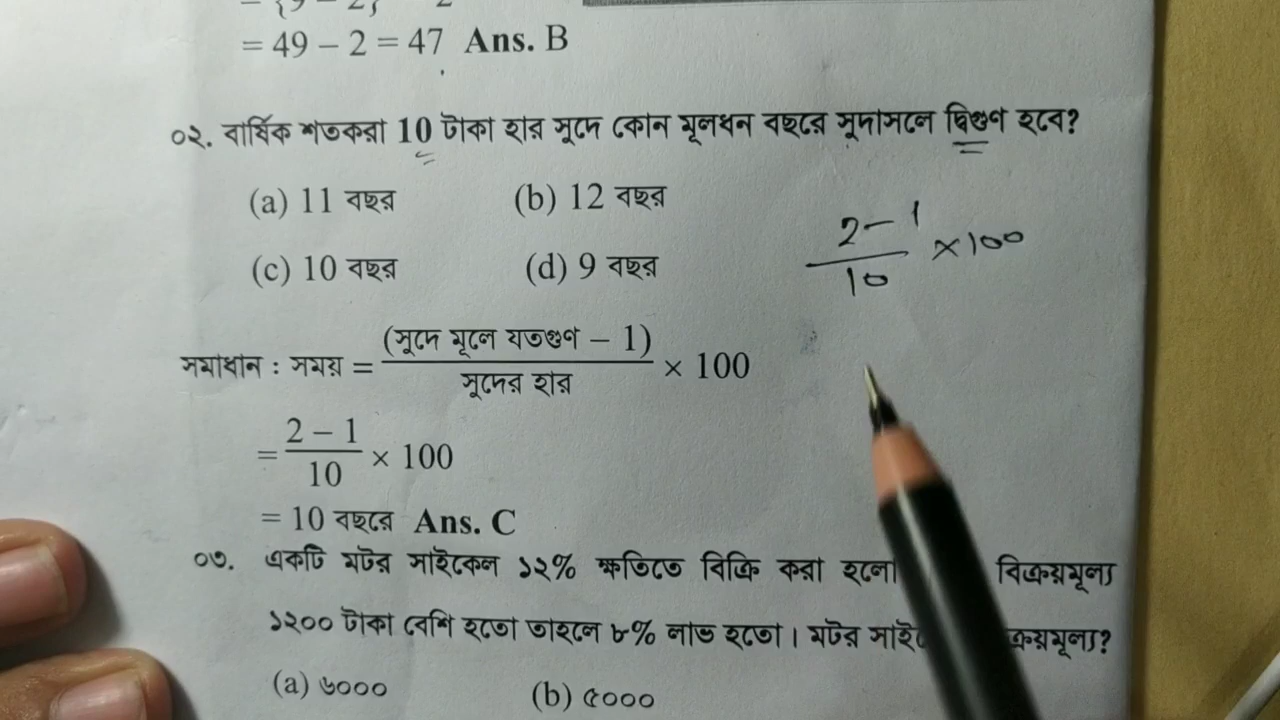 = 49 – 2 = 47 Ans. B
০২. বার্ষিক শতকরা 10 টাকা হার সুদে কোন মূলধন বছরে সুদাসলে দ্বিগুণ হবে?
(a) 11 বছর (b) 12 বছর
(c) 10 বছর (d) 9 বছর
2 – 1
10 × 100
সমাধান : সময় = (সুদে মূলে যতগুণ – 1) / সুদের হার × 100
= 2 – 1 / 10 × 100
= 10 বছরে Ans. C
০৩. একটি মটর সাইকেল ১২% ক্ষতিতে বিক্রি করা হলো বিক্রয়মূল্য
১২০০ টাকা বেশি হতো তাহলে ৮% লাভ হতো। মটর
(a) ৬০০০ (b) ৫০০০